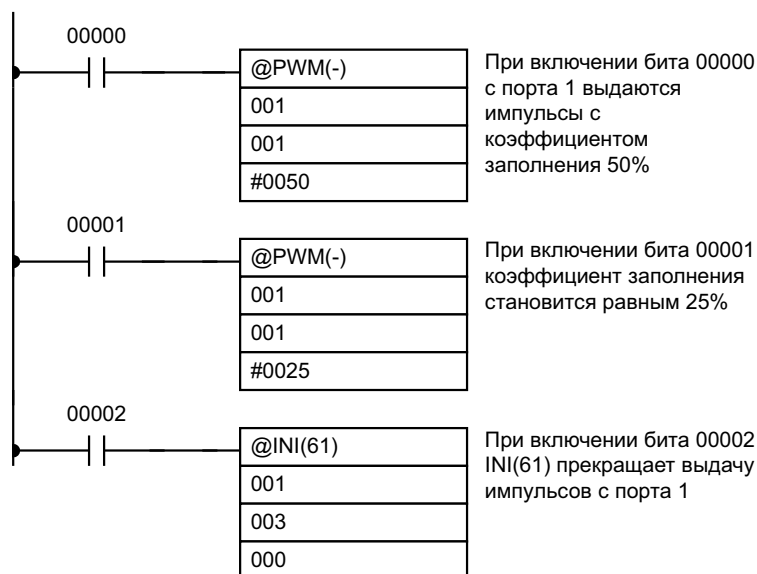 00000
@PWM(-)
001
001
#0050
При включении бита 00000
с порта 1 выдаются
импульсы с
коэффициентом
заполнения 50%
00001
@PWM(-)
001
001
#0025
При включении бита 00001
коэффициент заполнения
становится равным 25%
00002
@INI(61)
001
003
000
При включении бита 00002
INI(61) прекращает выдачу
импульсов с порта 1